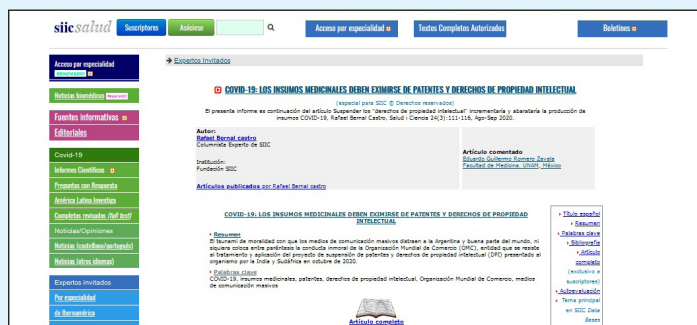 siicsalud
Suscriptores
Asóciese
Acceso por especialidad
Textos Completos Autorizados
Boletines
Acceso por especialidad
RENOVADO
Noticias biomédicas Nuevos!
Fuentes Informativas
Editoriales
Covid-19
Informes Científicos
Preguntas con Respuesta
América Latina Investiga
Completas revisadas (full text)
Noticias/Opiniones
Noticias (castellano/portugués)
Noticias (otros idiomas)
Expertos invitados
Por especialidad
de Iberoamérica
Expertos Invitados
COVID-19: LOS INSUMOS MEDICINALES DEBEN EXIMIRSE DE PATENTES Y DERECHOS DE PROPIEDAD INTELECTUAL
(especial para SIIC © Derechos reservados)
El presente informe es continuación del artículo Suspender los "derechos de propiedad intelectual" incrementaría y abarataría la producción de
insumos COVID-19, Rafael Bernal Castro, Salud i Ciencia 24(3):111-116, Ago-Sep 2020.
Autor:
Rafael Bernal castro
Columnista Experto de SIIC
Institución:
Fundación SIIC
Artículos publicados por Rafael Bernal castro
Artículo comentado
Eduardo Guillermo Romero Zavala
Facultad de Medicina. UNAM, México
COVID-19: LOS INSUMOS MEDICINALES DEBEN EXIMIRSE DE PATENTES Y DERECHOS DE PROPIEDAD
INTELECTUAL
Resumen
El tsunami de moralidad con que los medios de comunicación masivos distraen a la Argentina y buena parte del mundo, ni
siquiera coloca entre paréntesis la conducta inmoral de la Organización Mundial de Comercio (OMC), entidad que se resiste
al tratamiento y aplicación del proyecto de suspensión de patentes y derechos de propiedad intelectual (DPI) presentado al
organismo por la India y Sudáfrica en octubre de 2020.
Palabras clave
COVID-19, insumos medicinales, patentes, derechos de propiedad intelectual, Organización Mundial de Comercio, medios
de comunicación masivos
Artículo completo
Título español
Resumen
Palabras clave
Bibliografía
Artículo
completo
(exclusivo a
suscriptores)
Autoevaluación
Tema principal
en SIIC Data
Bases